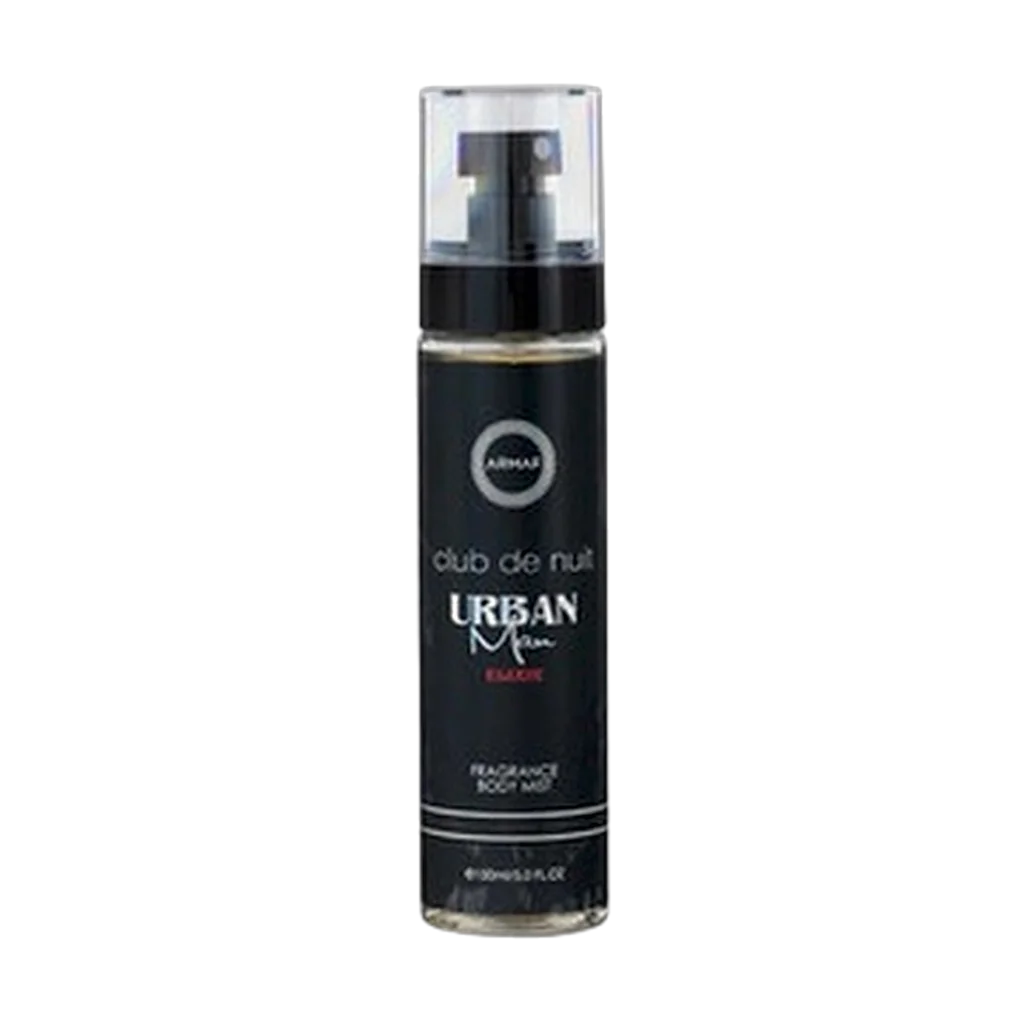 ARMAF
club de nuit
URBAN
Man
ELIXIR
FRAGRANCE
BODY MIST